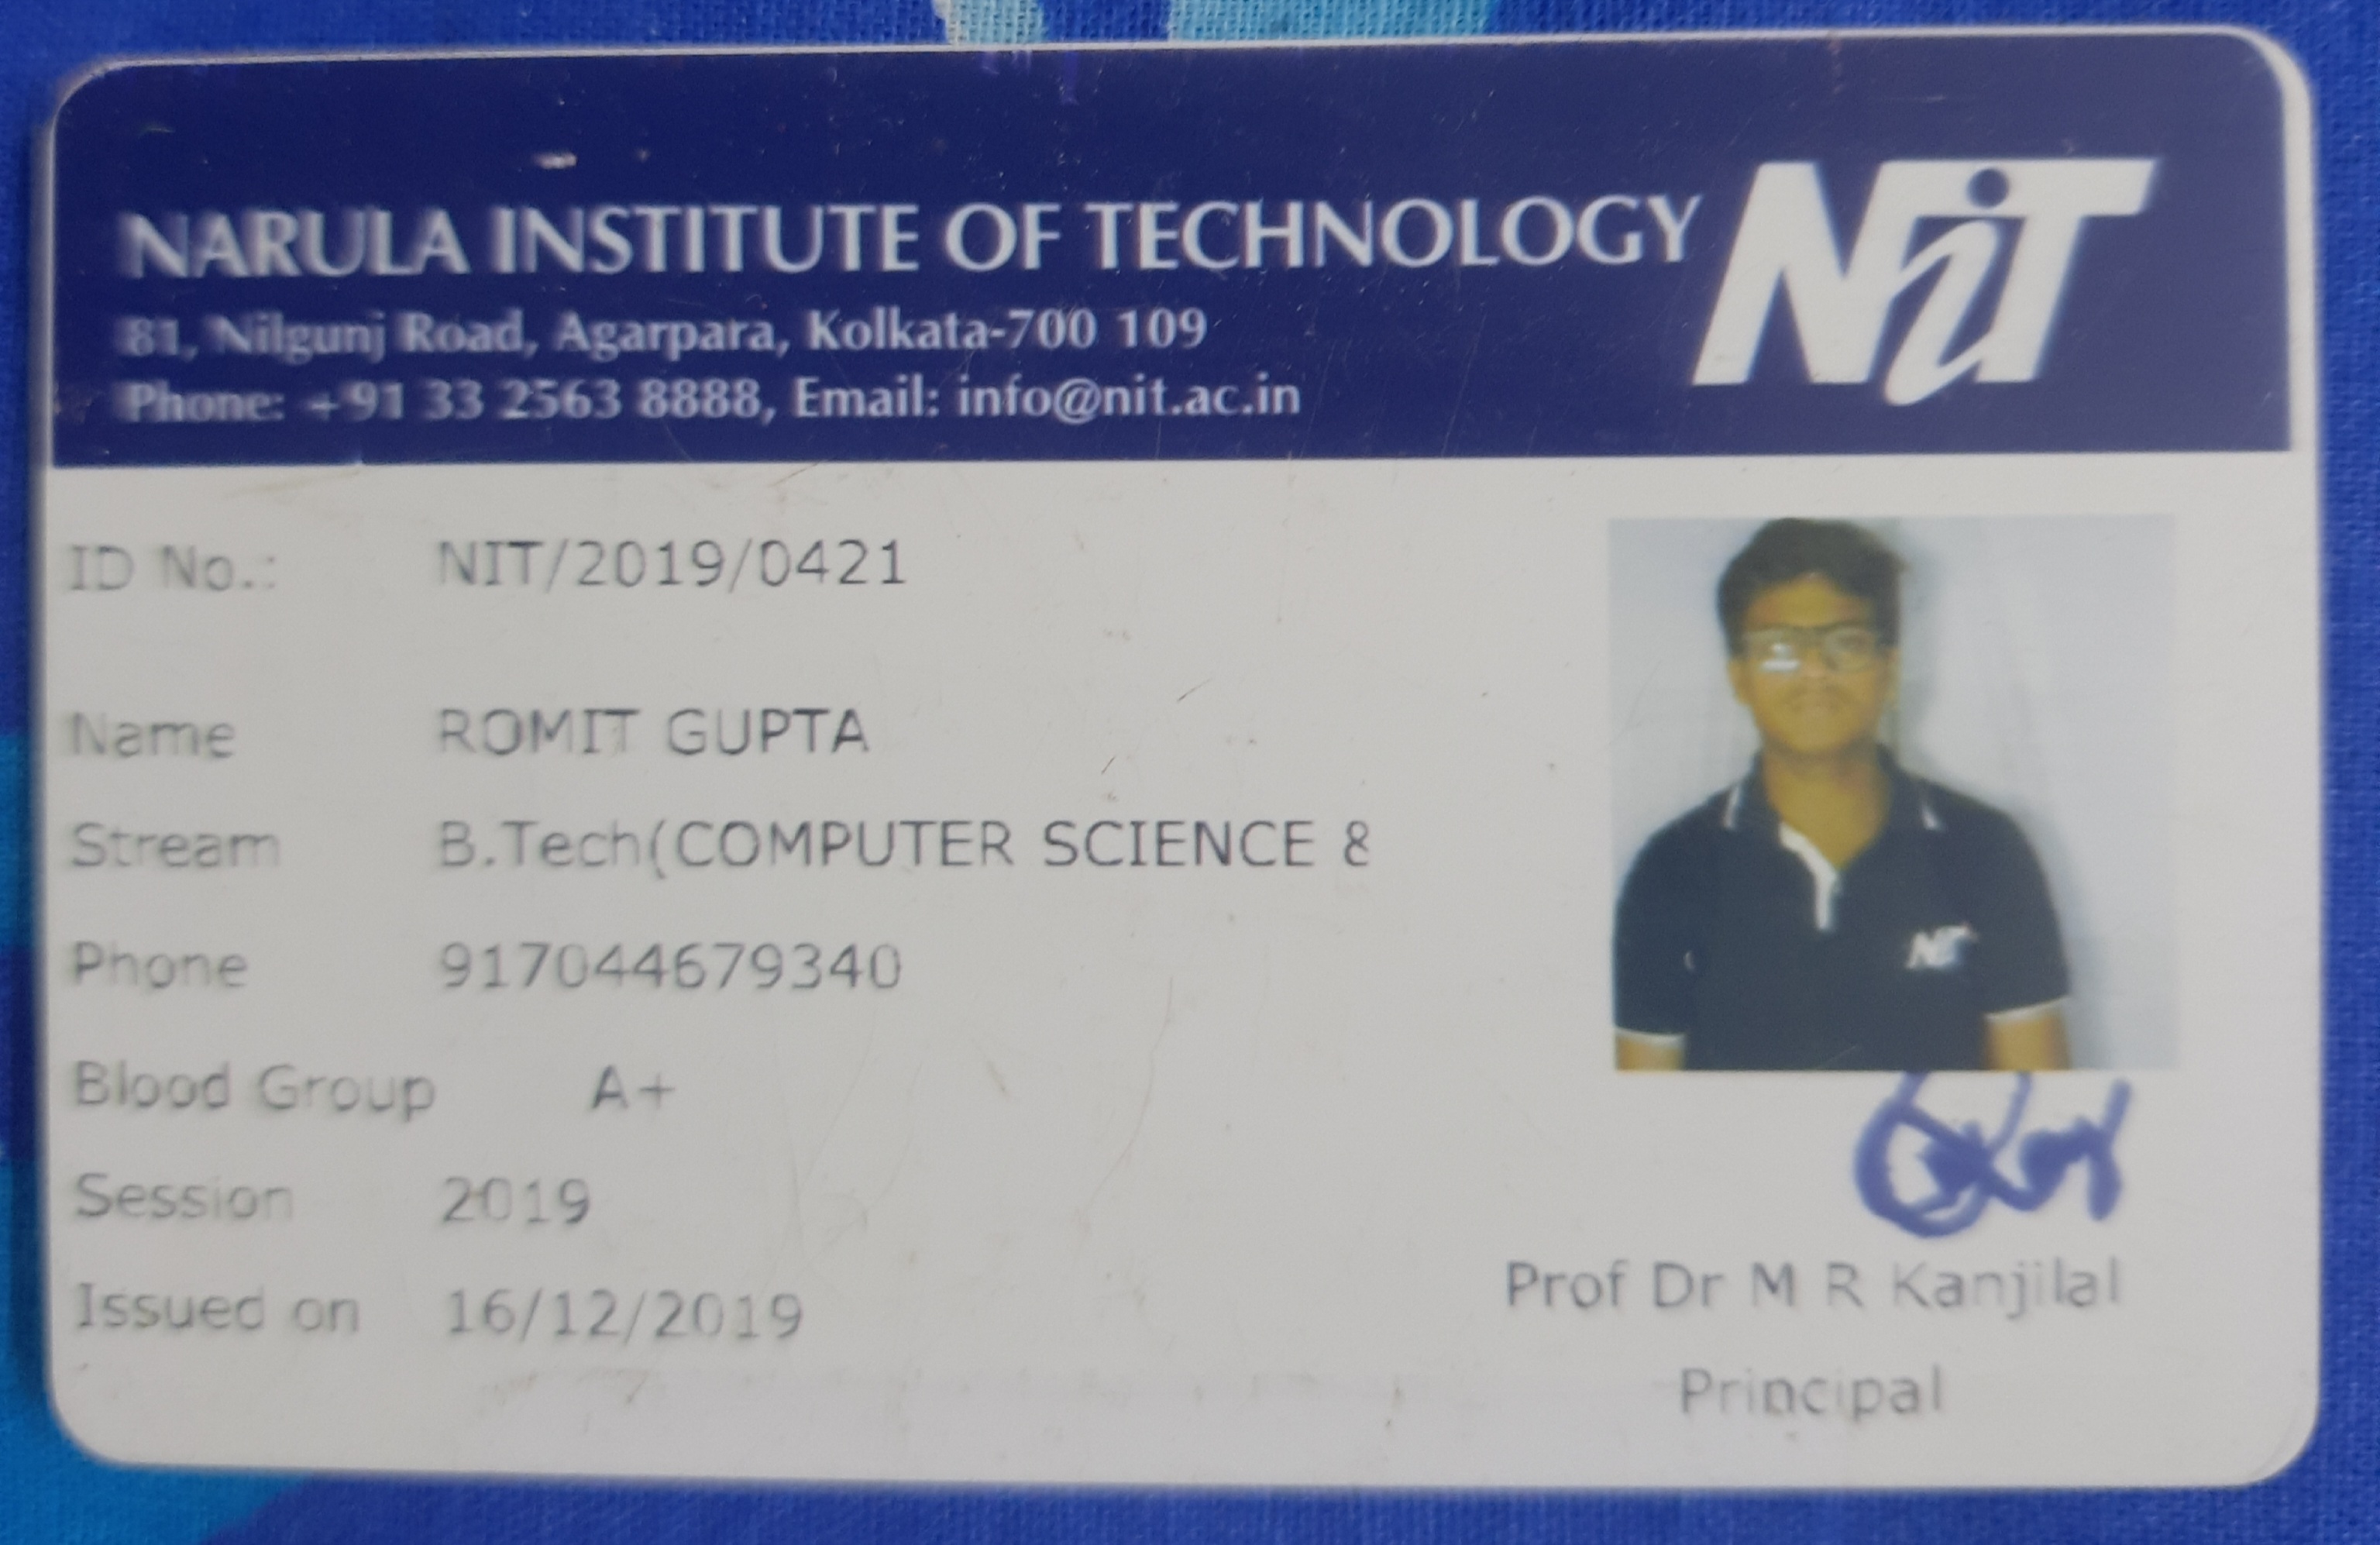 NARULA INSTITUTE OF TECHNOLOGY NiT
81, Nilgunj Road, Agarpara, Kolkata-700 109
Phone: +91 33 2563 8888, Email: info@nit.ac.in
ID No.: NIT/2019/0421
Name ROMIT GUPTA
Stream B.Tech(COMPUTER SCIENCE &
Phone 917044679340
NiT
Blood Group A+
Session 2019
Issued on 16/12/2019
Prof Dr M R Kanjilal
Principal